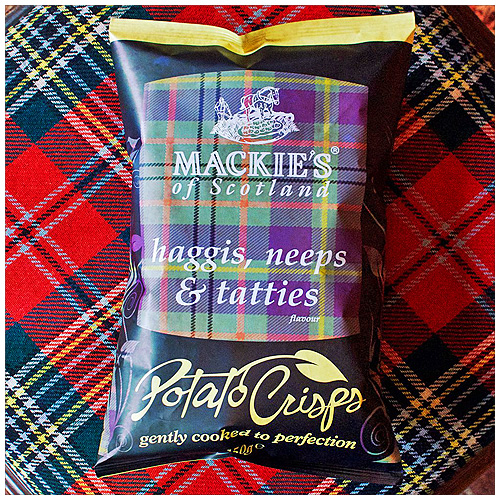 MACKIE'S®
of Scotland
haggis, neeps
& tatties
flavour
Potato Crisps
gently cooked to perfection